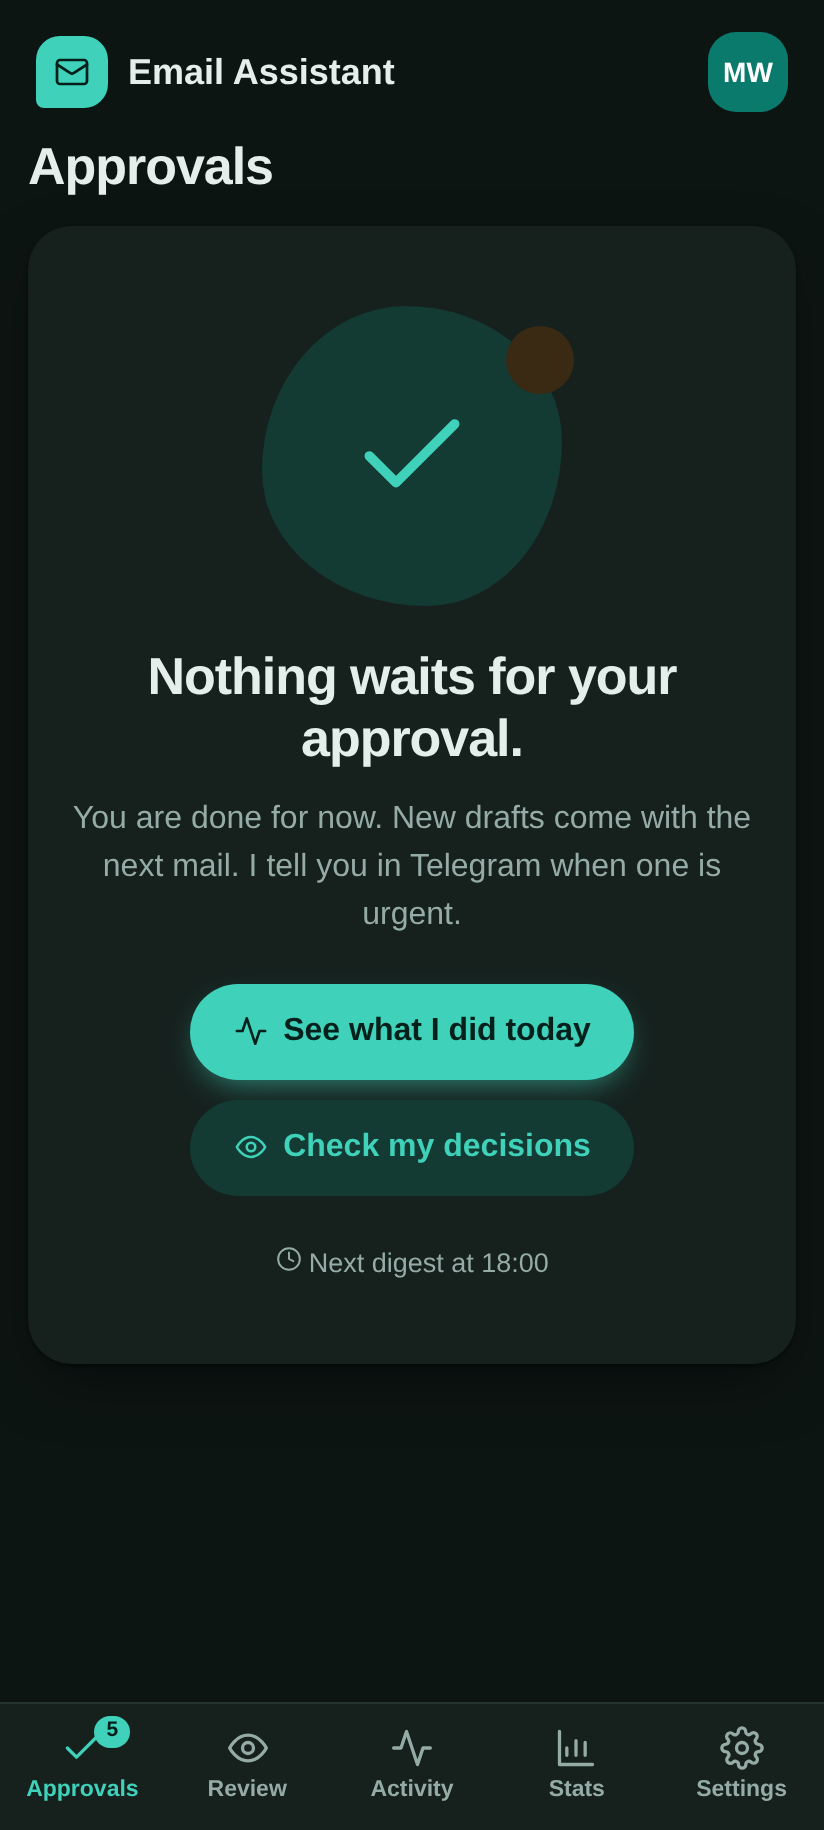 Email Assistant
MW
Approvals
Nothing waits for your
approval.
You are done for now. New drafts come with the
next mail. I tell you in Telegram when one is
urgent.
See what I did today
Check my decisions
Next digest at 18:00
5
Approvals
Review
Activity
Stats
Settings